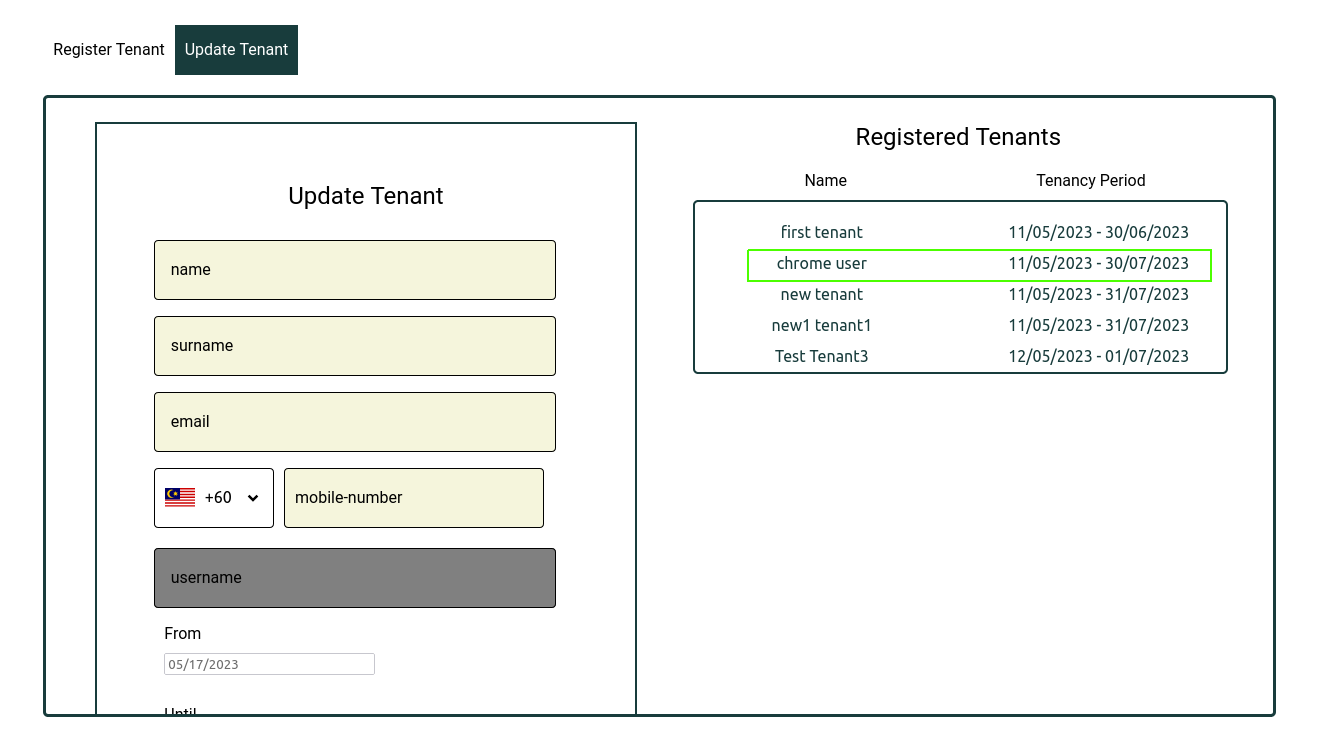 Register Tenant Update Tenant
Update Tenant
name
surname
email
+60 mobile-number
username
From
05/17/2023
Until
Registered Tenants
Name Tenancy Period
first tenant 11/05/2023 - 30/06/2023
chrome user 11/05/2023 - 30/07/2023
new tenant 11/05/2023 - 31/07/2023
new1 tenant1 11/05/2023 - 31/07/2023
Test Tenant3 12/05/2023 - 01/07/2023